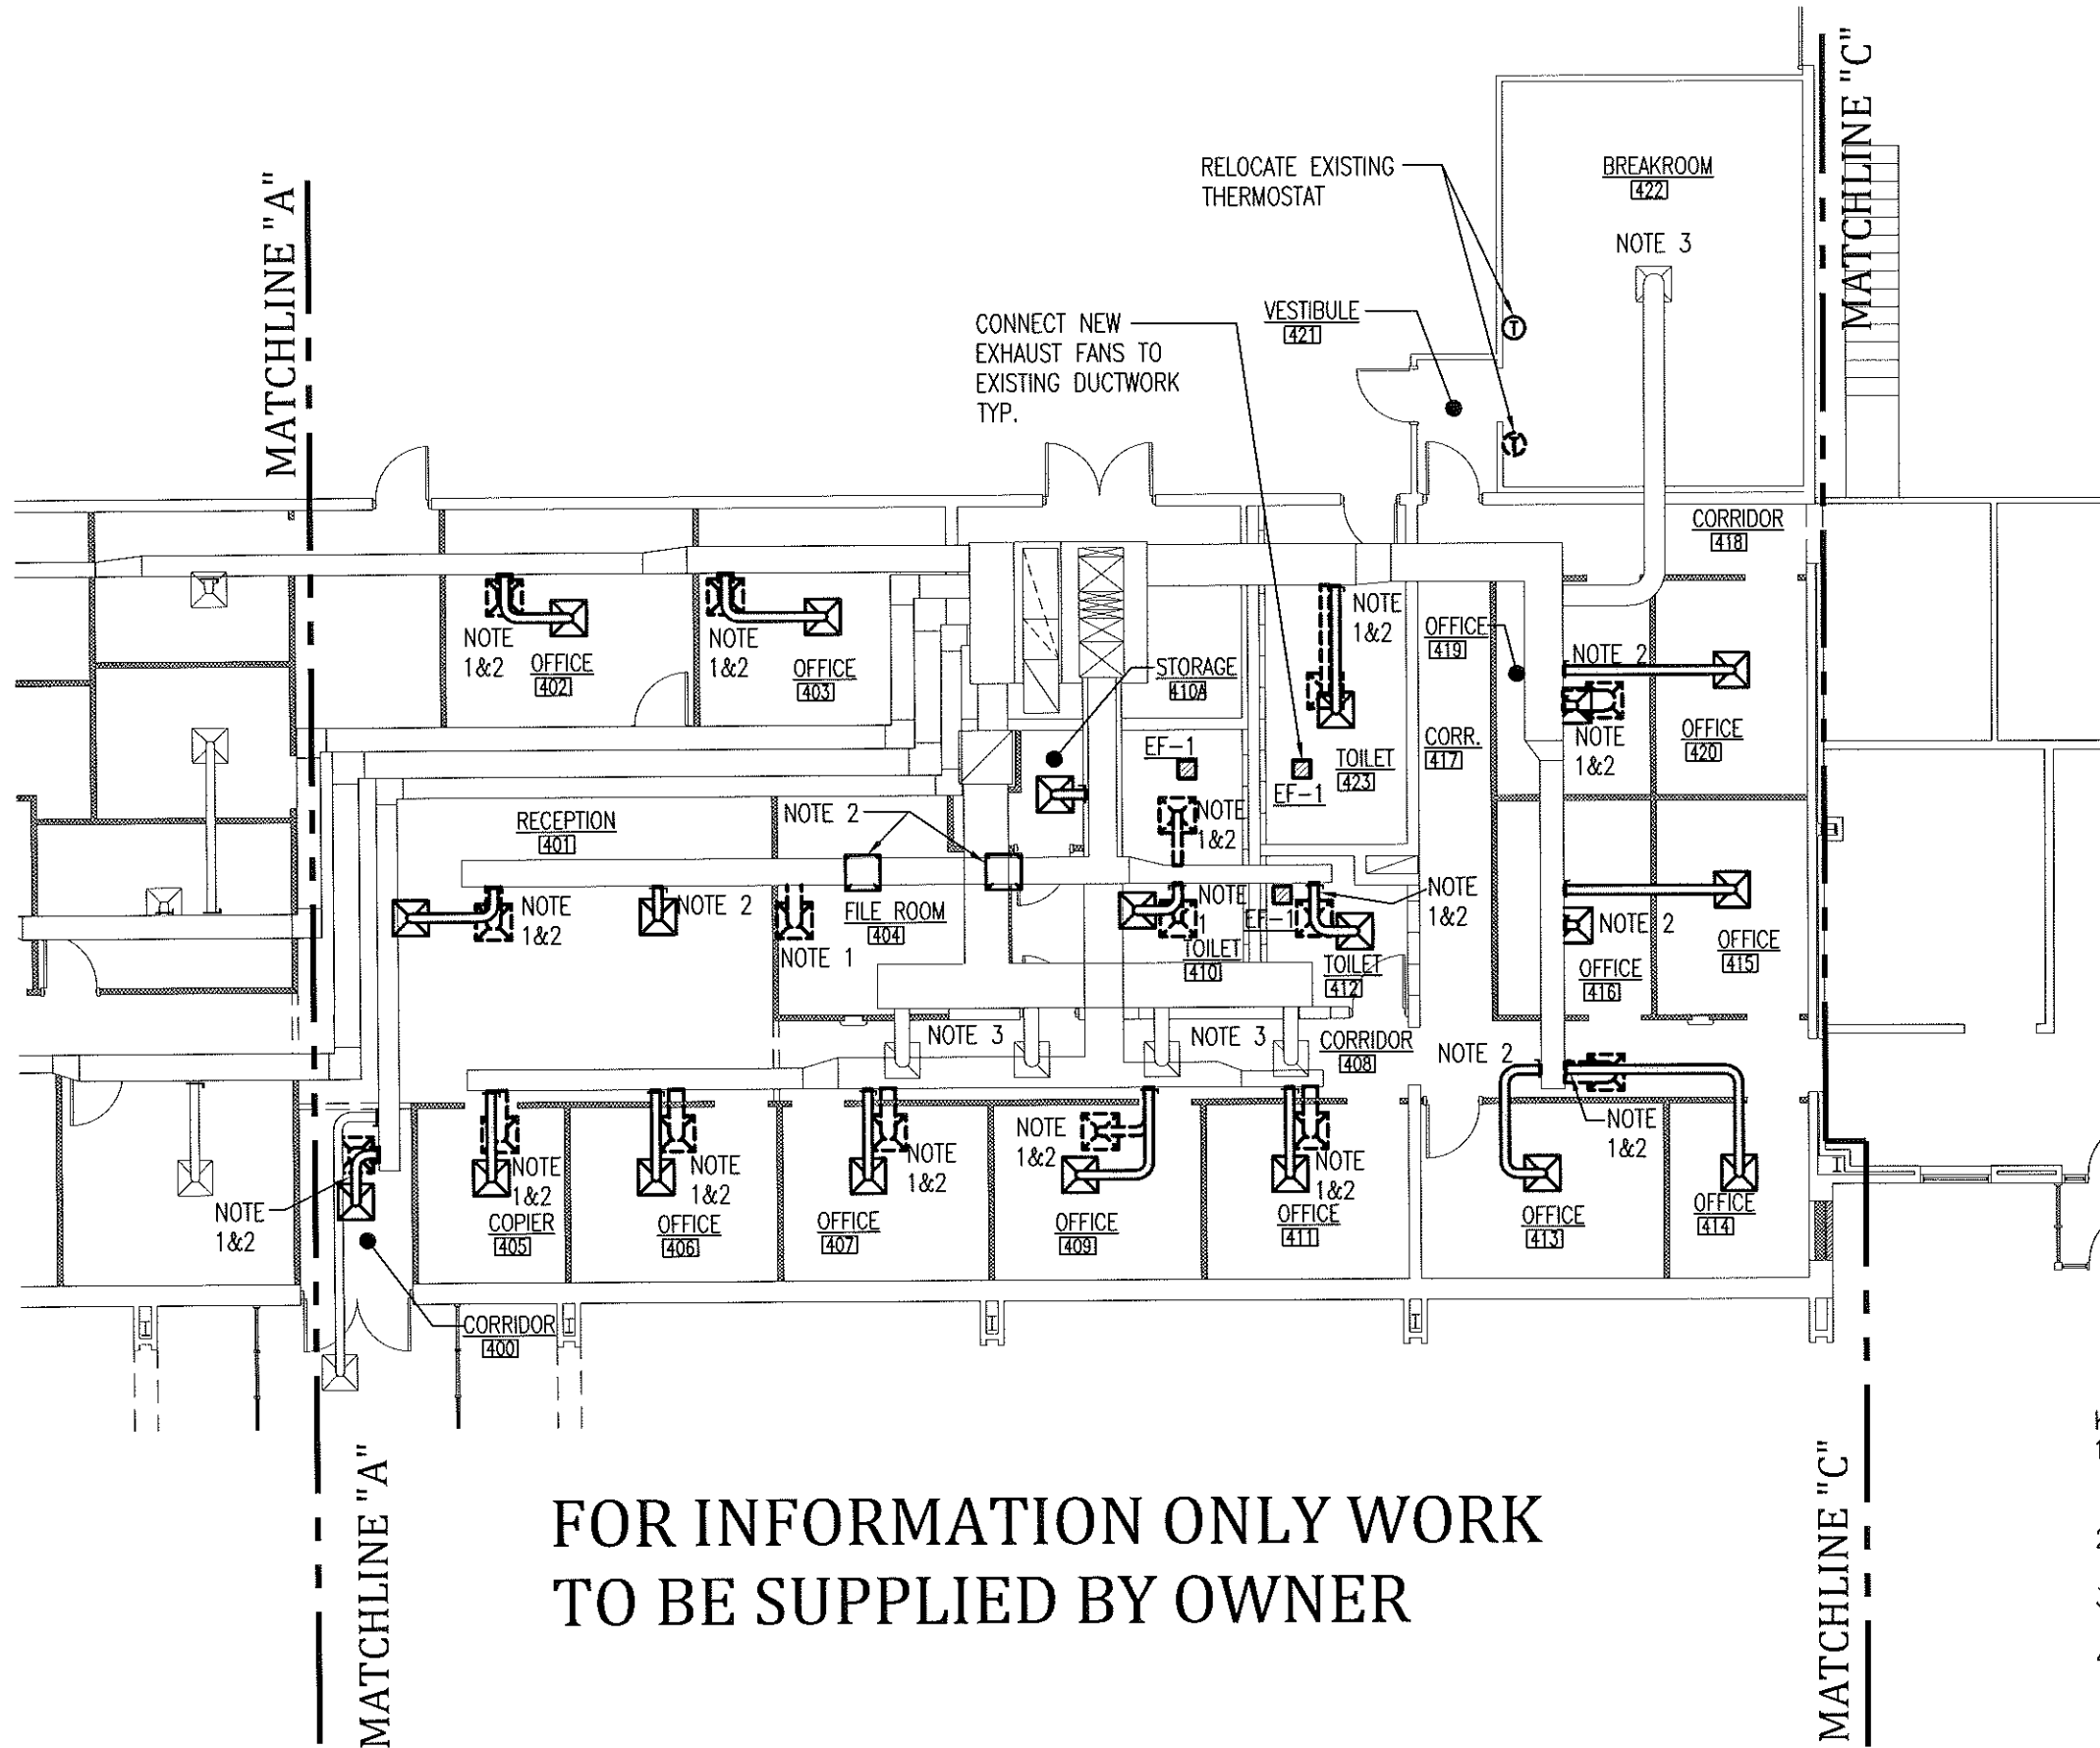 MATCHLINE "A"
MATCHLINE "C"
RELOCATE EXISTING
THERMOSTAT
BREAKROOM
422
NOTE 3
T
T
VESTIBULE
421
CONNECT NEW
EXHAUST FANS TO
EXISTING DUCTWORK
TYP.
CORRIDOR
418
NOTE
1&2
OFFICE
402
NOTE
1&2
OFFICE
403
STORAGE
410A
NOTE
1&2
OFFICE
419
NOTE 2
NOTE
1&2
OFFICE
420
CORR.
417
TOILET
423
EF-1
EF-1
NOTE
1&2
RECEPTION
401
NOTE 2
NOTE
1&2
NOTE 2
FILE ROOM
404
NOTE 1
NOTE
1
EF-1
TOILET
410
TOILET
412
NOTE
1&2
NOTE 2
OFFICE
416
OFFICE
415
NOTE 3
NOTE 3
CORRIDOR
408
NOTE 2
NOTE
1&2
NOTE
1&2
NOTE
1&2
COPIER
405
NOTE
1&2
OFFICE
406
NOTE
1&2
OFFICE
407
NOTE
1&2
OFFICE
409
NOTE
1&2
OFFICE
411
OFFICE
413
OFFICE
414
CORRIDOR
400
I
I
I
I
I
MATCHLINE "A"
MATCHLINE "C"
FOR INFORMATION ONLY WORK
TO BE SUPPLIED BY OWNER